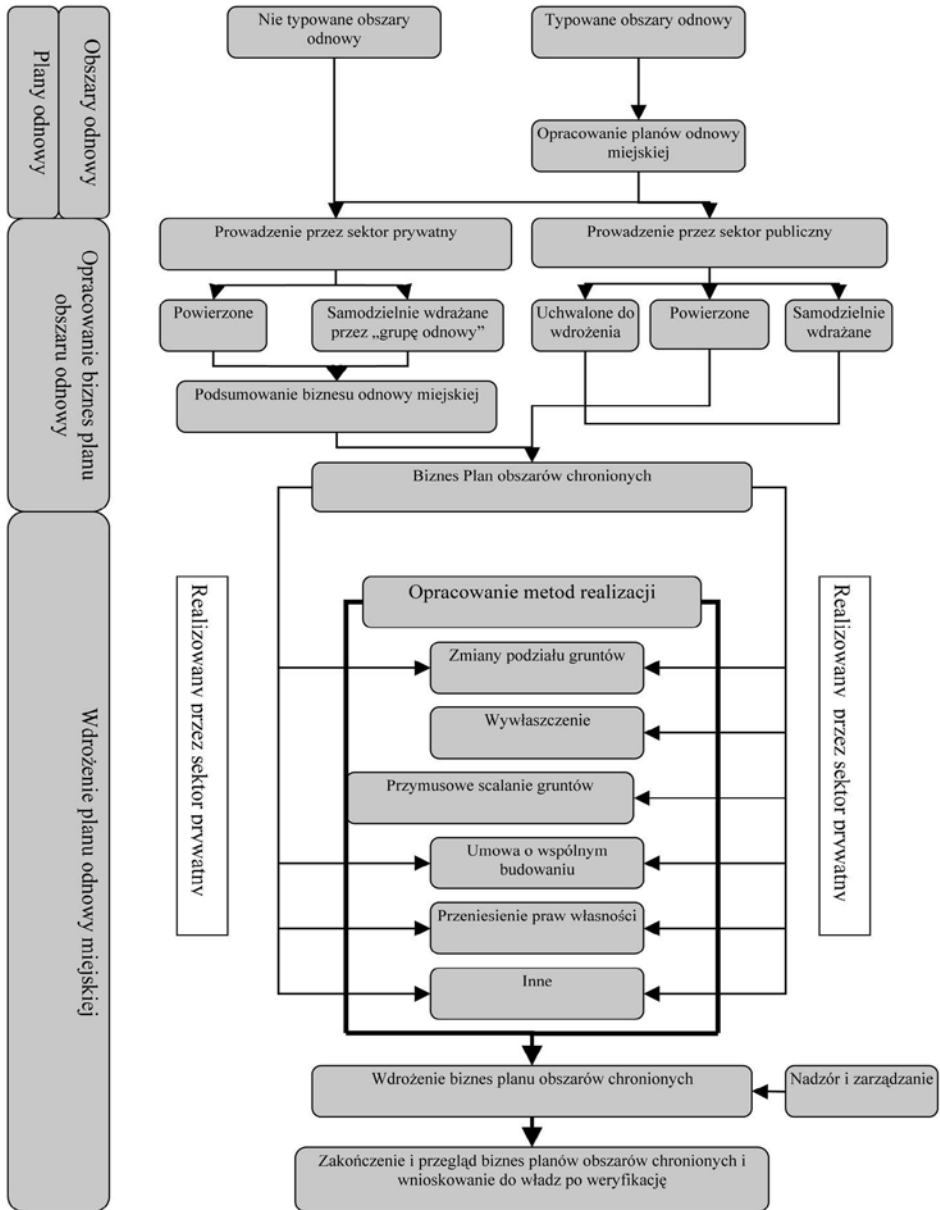 Obszary odnowy
Plany odnowy
Nie typowane obszary
odnowy
Typowane obszary odnowy
Opracowanie planów odnowy
miejskiej
Opracowanie biznes planu
obszaru odnowy
Prowadzenie przez sektor prywatny
Prowadzenie przez sektor publiczny
Powierzone
Samodzielnie wdrażane
przez „grupę odnowy”
Uchwalone do
wdrożenia
Powierzone
Samodzielnie
wdrażane
Podsumowanie biznesu odnowy miejskiej
Biznes Plan obszarów chronionych
Wdrożenie planu odnowy miejskiej
Realizowany przez sektor prywatny
Opracowanie metod realizacji
Zmiany podziału gruntów
Wywłaszczenie
Przymusowe scalanie gruntów
Umowa o wspólnym
budowaniu
Przeniesienie praw własności
Inne
Realizowany przez sektor prywatny
Wdrożenie biznes planu obszarów chronionych
Nadzór i zarządzanie
Zakończenie i przegląd biznes planów obszarów chronionych i
wnioskowanie do władz po weryfikację